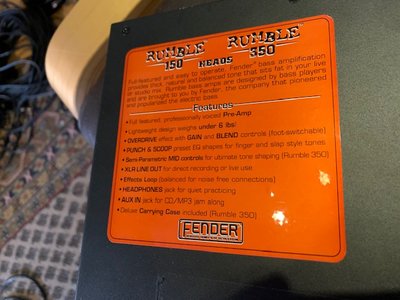 RUMBLE RUMBLE
150 HEADS 350
Full-featured and easy to operate, Fender® bass amplification
provides thick, natural and balanced tone that sits fat in your live
or studio mix. Rumble bass amps are designed by bass players
and are brought to you by Fender, the company that pioneered
and popularized the electric bass.
Features
• Full featured, professionally voiced Pre-Amp
• Lightweight design weighs under 6 lbs!
• OVERDRIVE effect with GAIN and BLEND controls (foot-switchable)
• PUNCH & SCOOP preset EQ shapes for finger and slap style tones
• Semi-Parametric MID controls for ultimate tone shaping (Rumble 350)
• XLR LINE OUT for direct recording or live use
• Effects Loop (balanced for noise free connections)
• HEADPHONES jack for quiet practicing
• AUX IN jack for CD/MP3 jam along
• Deluxe Carrying Case included (Rumble 350)
FENDER